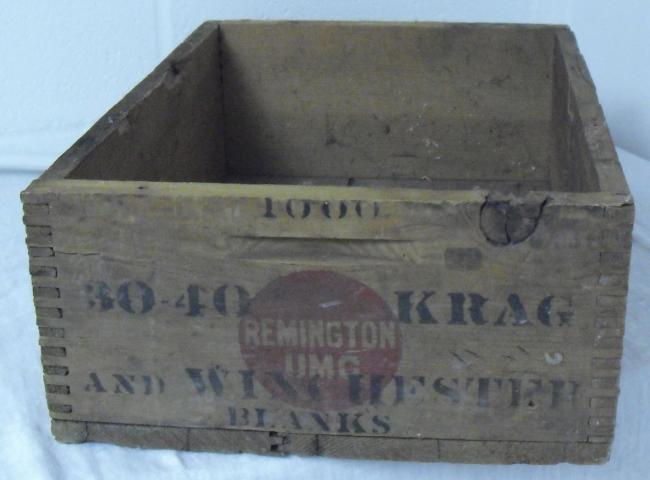 1000
30-40 KRAG
REMINGTON
UMC
AND WINCHESTER
BLANKS